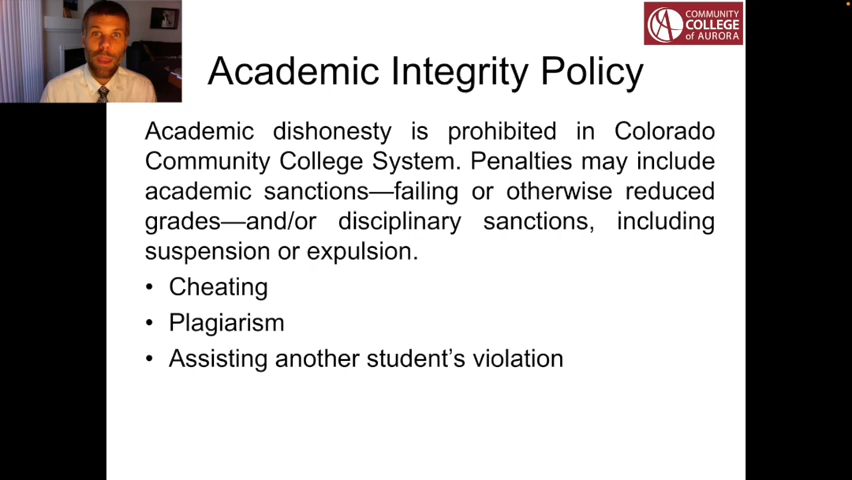 COMMUNITY
COLLEGE
of AURORA
Academic Integrity Policy
Academic dishonesty is prohibited in Colorado
Community College System. Penalties may include
academic sanctions—failing or otherwise reduced
grades—and/or disciplinary sanctions, including
suspension or expulsion.
• Cheating
• Plagiarism
• Assisting another student's violation